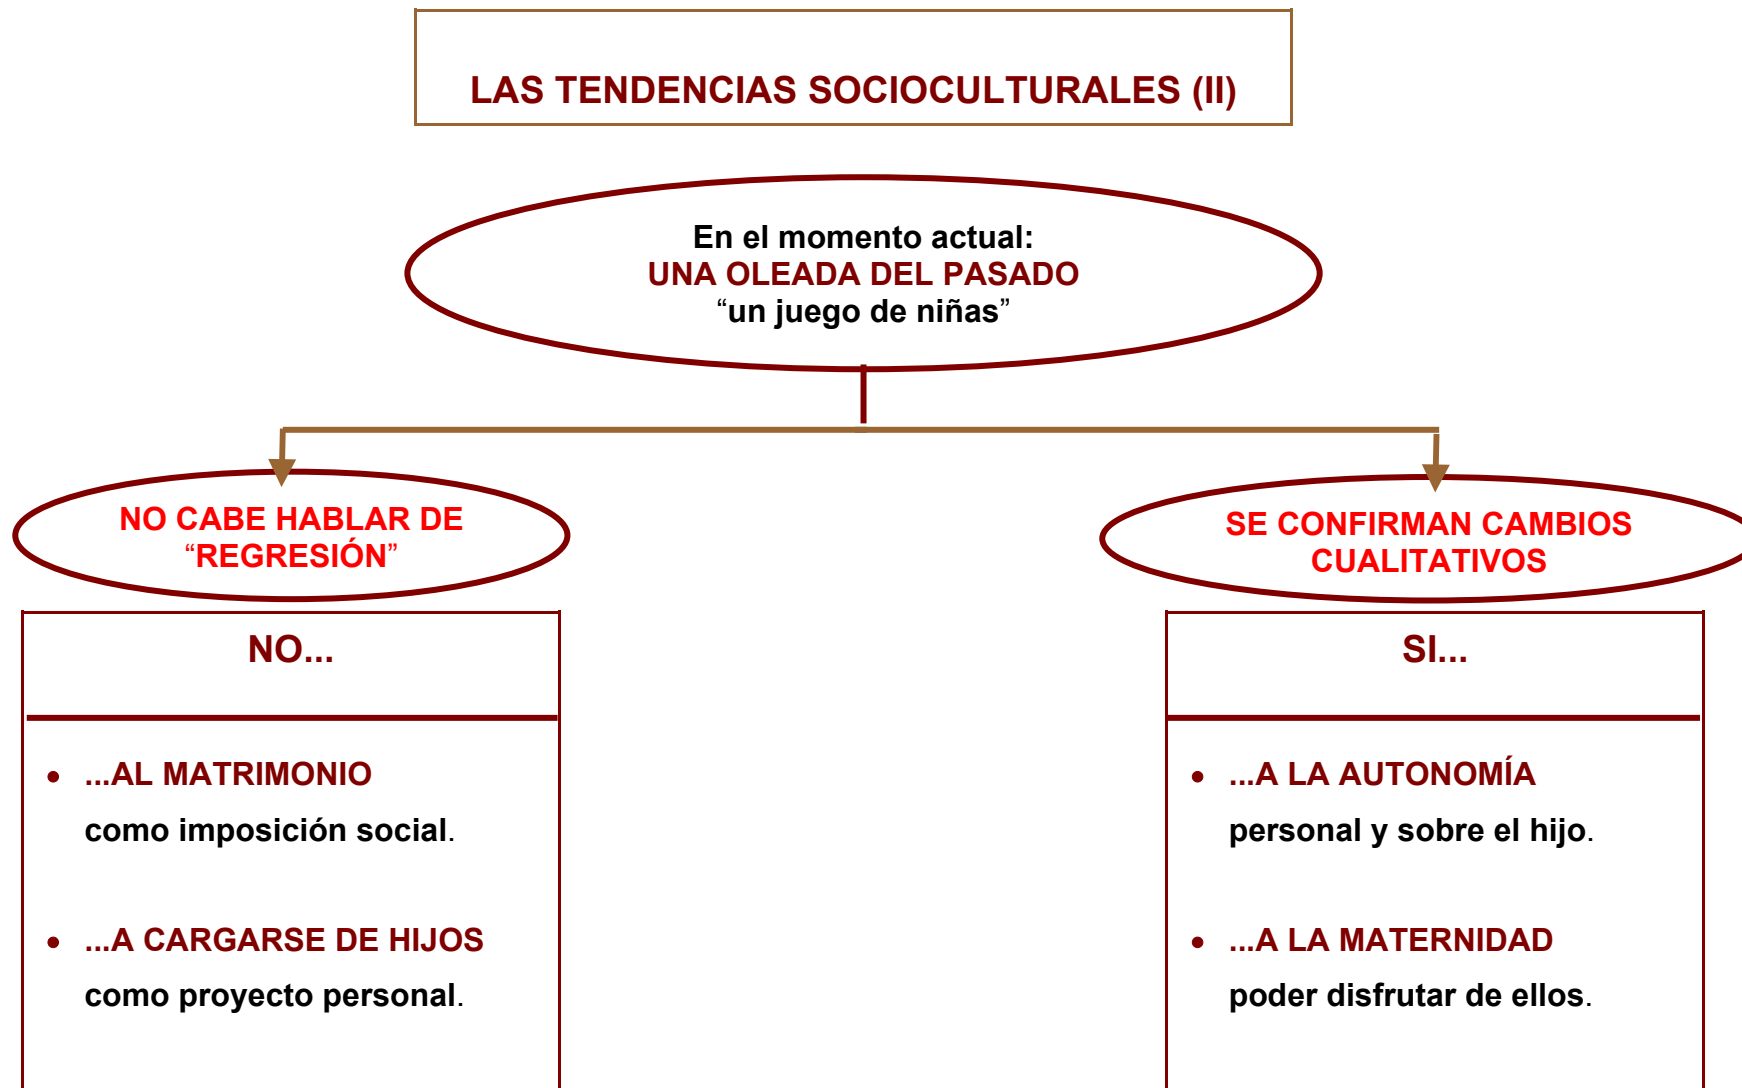 LAS TENDENCIAS SOCIOCULTURALES (II)
En el momento actual:
UNA OLEADA DEL PASADO
“un juego de niñas”
NO CABE HABLAR DE
“REGRESIÓN”
SE CONFIRMAN CAMBIOS
CUALITATIVOS
NO...
• ...AL MATRIMONIO
como imposición social.
• ...A CARGARSE DE HIJOS
como proyecto personal.
SI...
• ...A LA AUTONOMÍA
personal y sobre el hijo.
• ...A LA MATERNIDAD
poder disfrutar de ellos.